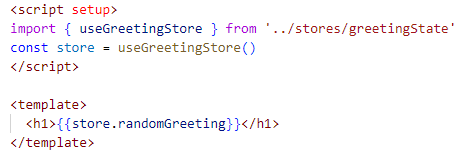 <script setup>
import { useGreetingStore } from '../stores/greetingState'
const store = useGreetingStore()
</script>

<template>
  <h1>{{store.randomGreeting}}</h1>
</template>